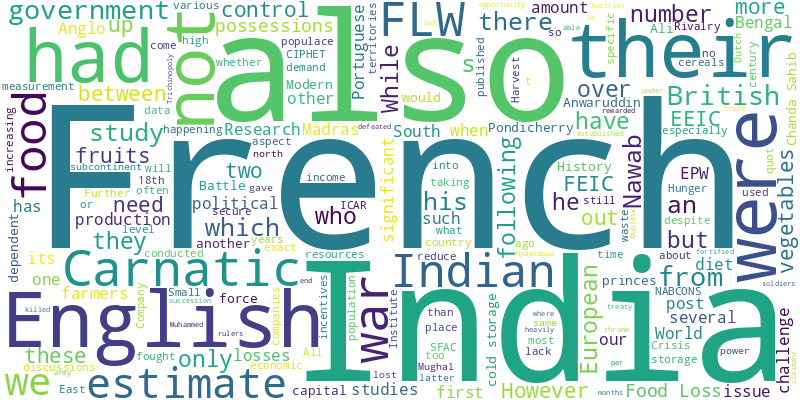 government
Anglo
up
various
high
come
control
possessions
populace
CIPHET
demand
whether
Modern
other
Portuguese
territories
FLW
While
there
published
amount
so
Rivalry
number
Ali
no
cereals
more
Bengal
Dutch
century
had
not
also
their
measurement
between
data
would
Harvest
specific
over
Anwaruddin
British
EEIC
Chanda Sahib
increasing
food
study
happening
Research
Madras
South
when
Pondicherry
have
especially
were
fruits
subcontinent
will
18th
need
often
or
production
has
dependent
French
aspect
north
two
Battle
gave
income
ICAR
political
secure
which
who
significant
his
such
what
country
into
taking
following
he
FEIC
still
History
out
waste
Nawab
EPW
Hunger
an
used
despite
but
about
vegetables
they
level
conducted
another
years
exact
ago
time
its
one
Further
Carnatic
resources
end
India
War
Indian
reduce
European
princes
from
diet
NABCONS
post
several
World
farmers
Company
Small
succession
force
companies
incentives
population
institute
than
place
SFAC
too
Mughal
latter
where
same
heavily
most
lack
cold storage
our
Crisis
storage
treaty
throne
power
challenge
English
killed
Muhammed
rulers
these
discussions
fought
only
losses
economic
All
lost
we
army
East
estimate
capital
studies
first
However
per
months
Food Loss
issue
soldiers
fortified
defeated
established
rewarded
under
opportunity
Austrian
able
led
Trichinopoly
Hyderabad
Dupleix
quot
t
s